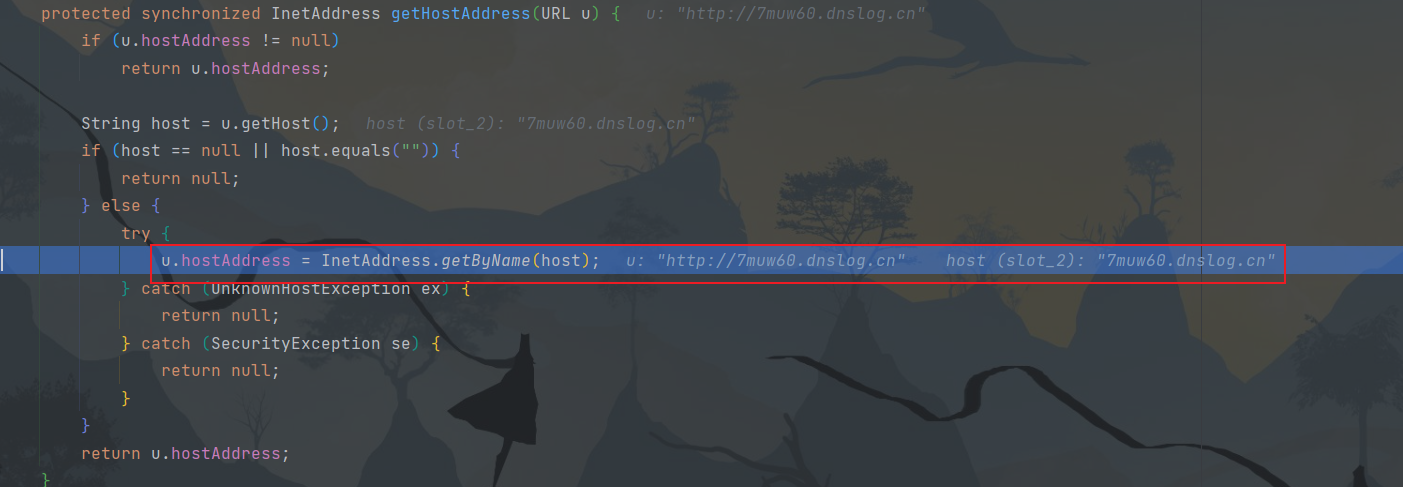 protected synchronized InetAddress getHostAddress(URL u) {   u: "http://7muw60.dnslog.cn"
    if (u.hostAddress != null)
        return u.hostAddress;

    String host = u.getHost();   host (slot_2): "7muw60.dnslog.cn"
    if (host == null || host.equals("")) {
        return null;
    } else {
        try {
            u.hostAddress = InetAddress.getByName(host);   u: "http://7muw60.dnslog.cn"    host (slot_2): "7muw60.dnslog.cn"
        } catch (UnknownHostException ex) {
            return null;
        } catch (SecurityException se) {
            return null;
        }
    }
    return u.hostAddress;
}